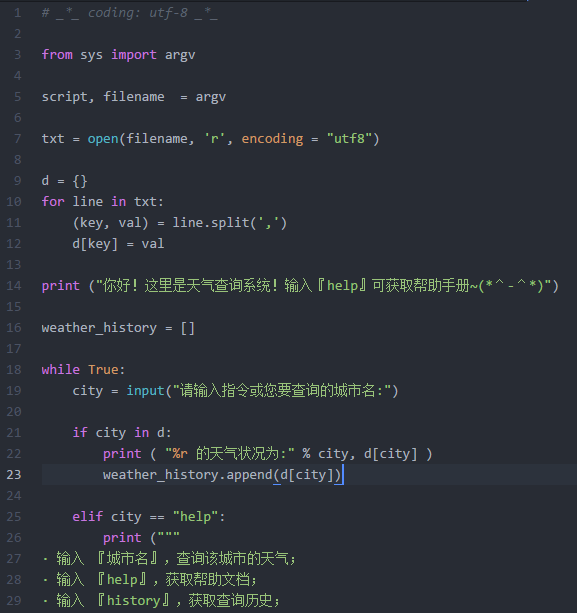 1 # _*_ coding: utf-8 _*_
2
3 from sys import argv
4
5 script, filename  = argv
6
7 txt = open(filename, 'r', encoding = "utf8")
8
9 d = {}
10 for line in txt:
11     (key, val) = line.split(',')
12     d[key] = val
13
14 print ("你好！这里是天气查询系统！输入『help』可获取帮助手册~(*＾-＾*)")
15
16 weather_history = []
17
18 while True:
19     city = input("请输入指令或您要查询的城市名:")
20
21     if city in d:
22         print ( "%r 的天气状况为:" % city, d[city] )
23         weather_history.append(d[city])
24
25     elif city == "help":
26         print ("""
27 · 输入 『城市名』，查询该城市的天气；
28 · 输入 『help』，获取帮助文档；
29 · 输入 『history』，获取查询历史；